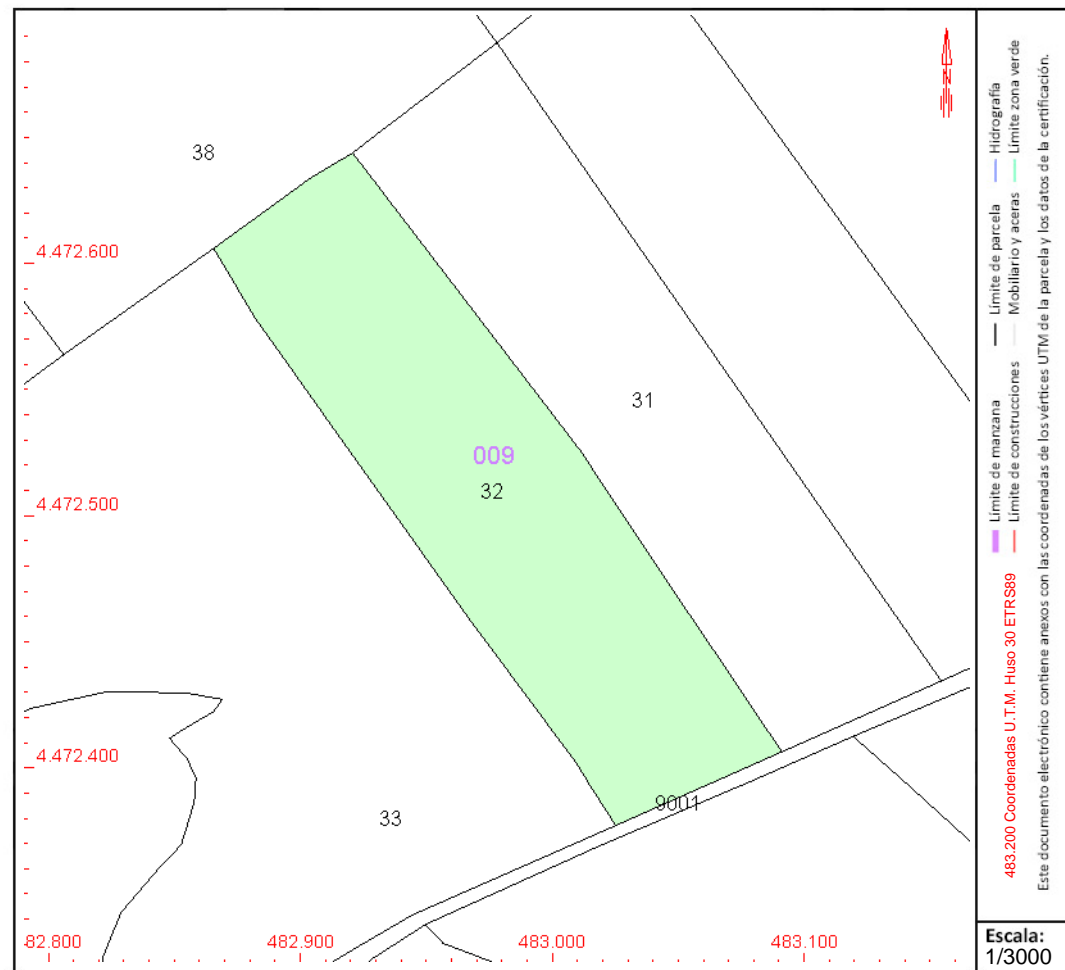 38
4.472.600
31
009
32
4.472.500
4.472.400
9001
33
82.800
482.900
483.000
483.100
N
Hidrografía
Límite zona verde
Límite de parcela
Mobiliario y aceras
Límite de manzana
Límite de construcciones
483.200 Coordenadas U.T.M. Huso 30 ETRS89
Este documento electrónico contiene anexos con las coordenadas de los vértices UTM de la parcela y los datos de la certificación.
Escala:
1/3000